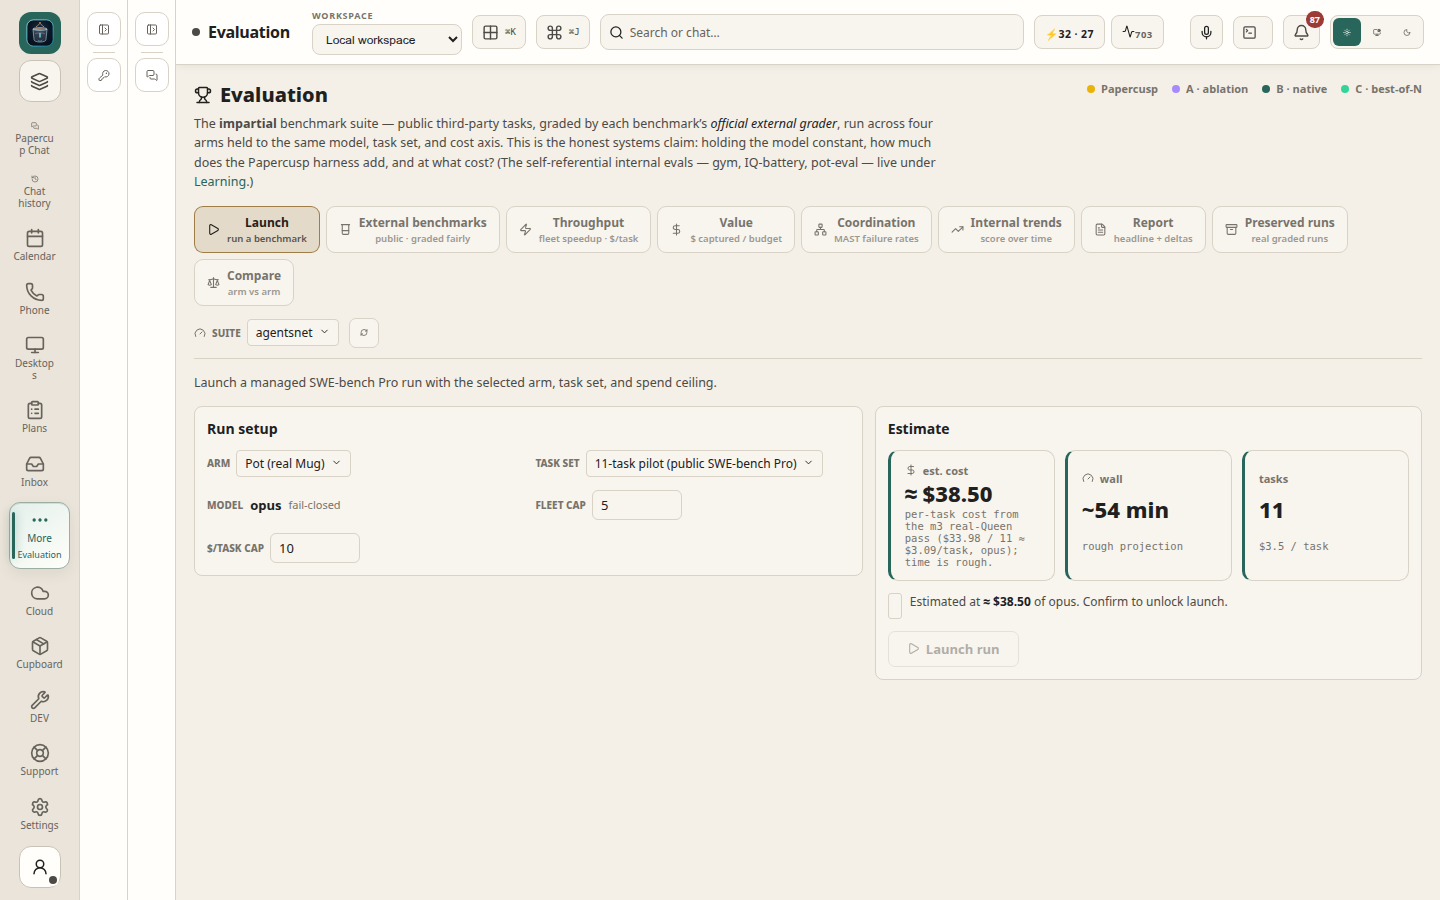 Papercu
p Chat
Chat
history
Calendar
Phone
Desktop
s
Plans
Inbox
More
Evaluation
Cloud
Cupboard
DEV
Support
Settings
Evaluation
WORKSPACE
Local workspace
⌘K
⌘J
Search or chat...
⚡32 · 27
703
87
Evaluation
Papercusp
A · ablation
B · native
C · best-of-N
The impartial benchmark suite — public third-party tasks, graded by each benchmark's official external grader, run across four
arms held to the same model, task set, and cost axis. This is the honest systems claim: holding the model constant, how much
does the Papercusp harness add, and at what cost? (The self-referential internal evals — gym, IQ-battery, pot-eval — live under
Learning.)
Launch
run a benchmark
External benchmarks
public · graded fairly
Throughput
fleet speedup · $/task
Value
$ captured / budget
Coordination
MAST failure rates
Internal trends
score over time
Report
headline + deltas
Preserved runs
real graded runs
Compare
arm vs arm
SUITE
agentsnet
Launch a managed SWE-bench Pro run with the selected arm, task set, and spend ceiling.
Run setup
ARM
Pot (real Mug)
TASK SET
11-task pilot (public SWE-bench Pro)
MODEL opus fail-closed
FLEET CAP
5
$/TASK CAP
10
Estimate
est. cost
≈ $38.50
per-task cost from
the m3 real-Queen
pass ($33.98 / 11 ≈
$3.09/task, opus);
time is rough.
wall
~54 min
rough projection
tasks
11
$3.5 / task
Estimated at ≈ $38.50 of opus. Confirm to unlock launch.
Launch run